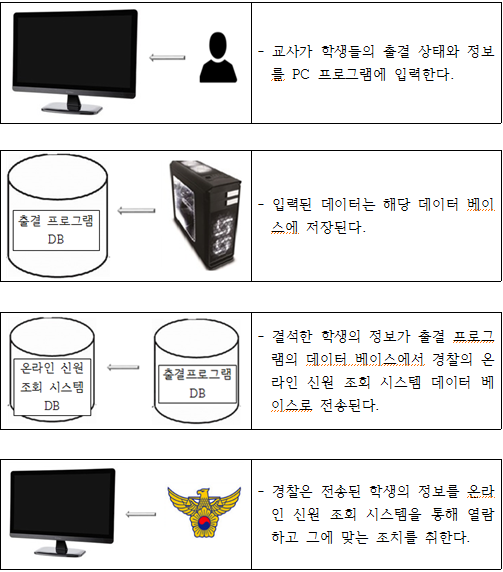 - 교사가 학생들의 출결 상태와 정보
를 PC 프로그램에 입력한다.
출결 프로그램
DB
- 입력된 데이터는 해당 데이터 베이
스에 저장된다.
온라인 신원
조회 시스템
DB
출결프로그램
DB
- 결석한 학생의 정보가 출결 프로그
램의 데이터 베이스에서 경찰의 온
라인 신원 조회 시스템 데이터 베
이스로 전송된다.
- 경찰은 전송된 학생의 정보를 온라
인 신원 조회 시스템을 통해 열람
하고 그에 맞는 조치를 취한다.